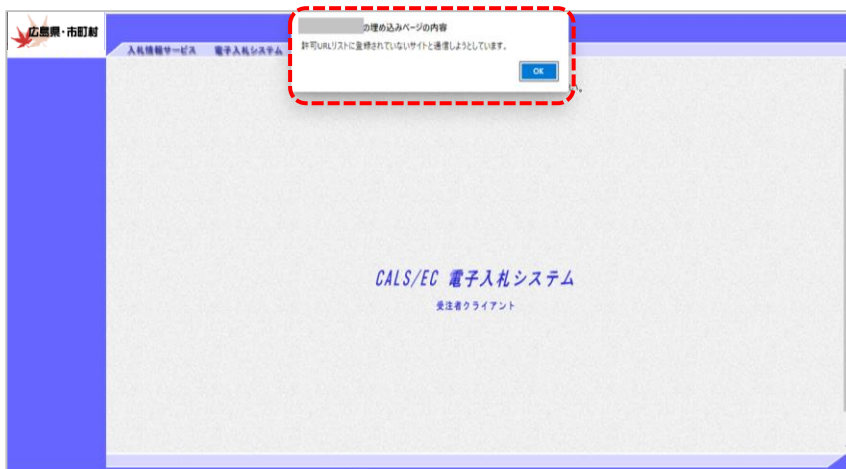 広島県・市町村
入札情報サービス 電子入札システム
の埋め込みページの内容
許可URLリストに登録されていないサイトと通信しようとしています。
OK
CALS/EC 電子入札システム
受注者クライアント